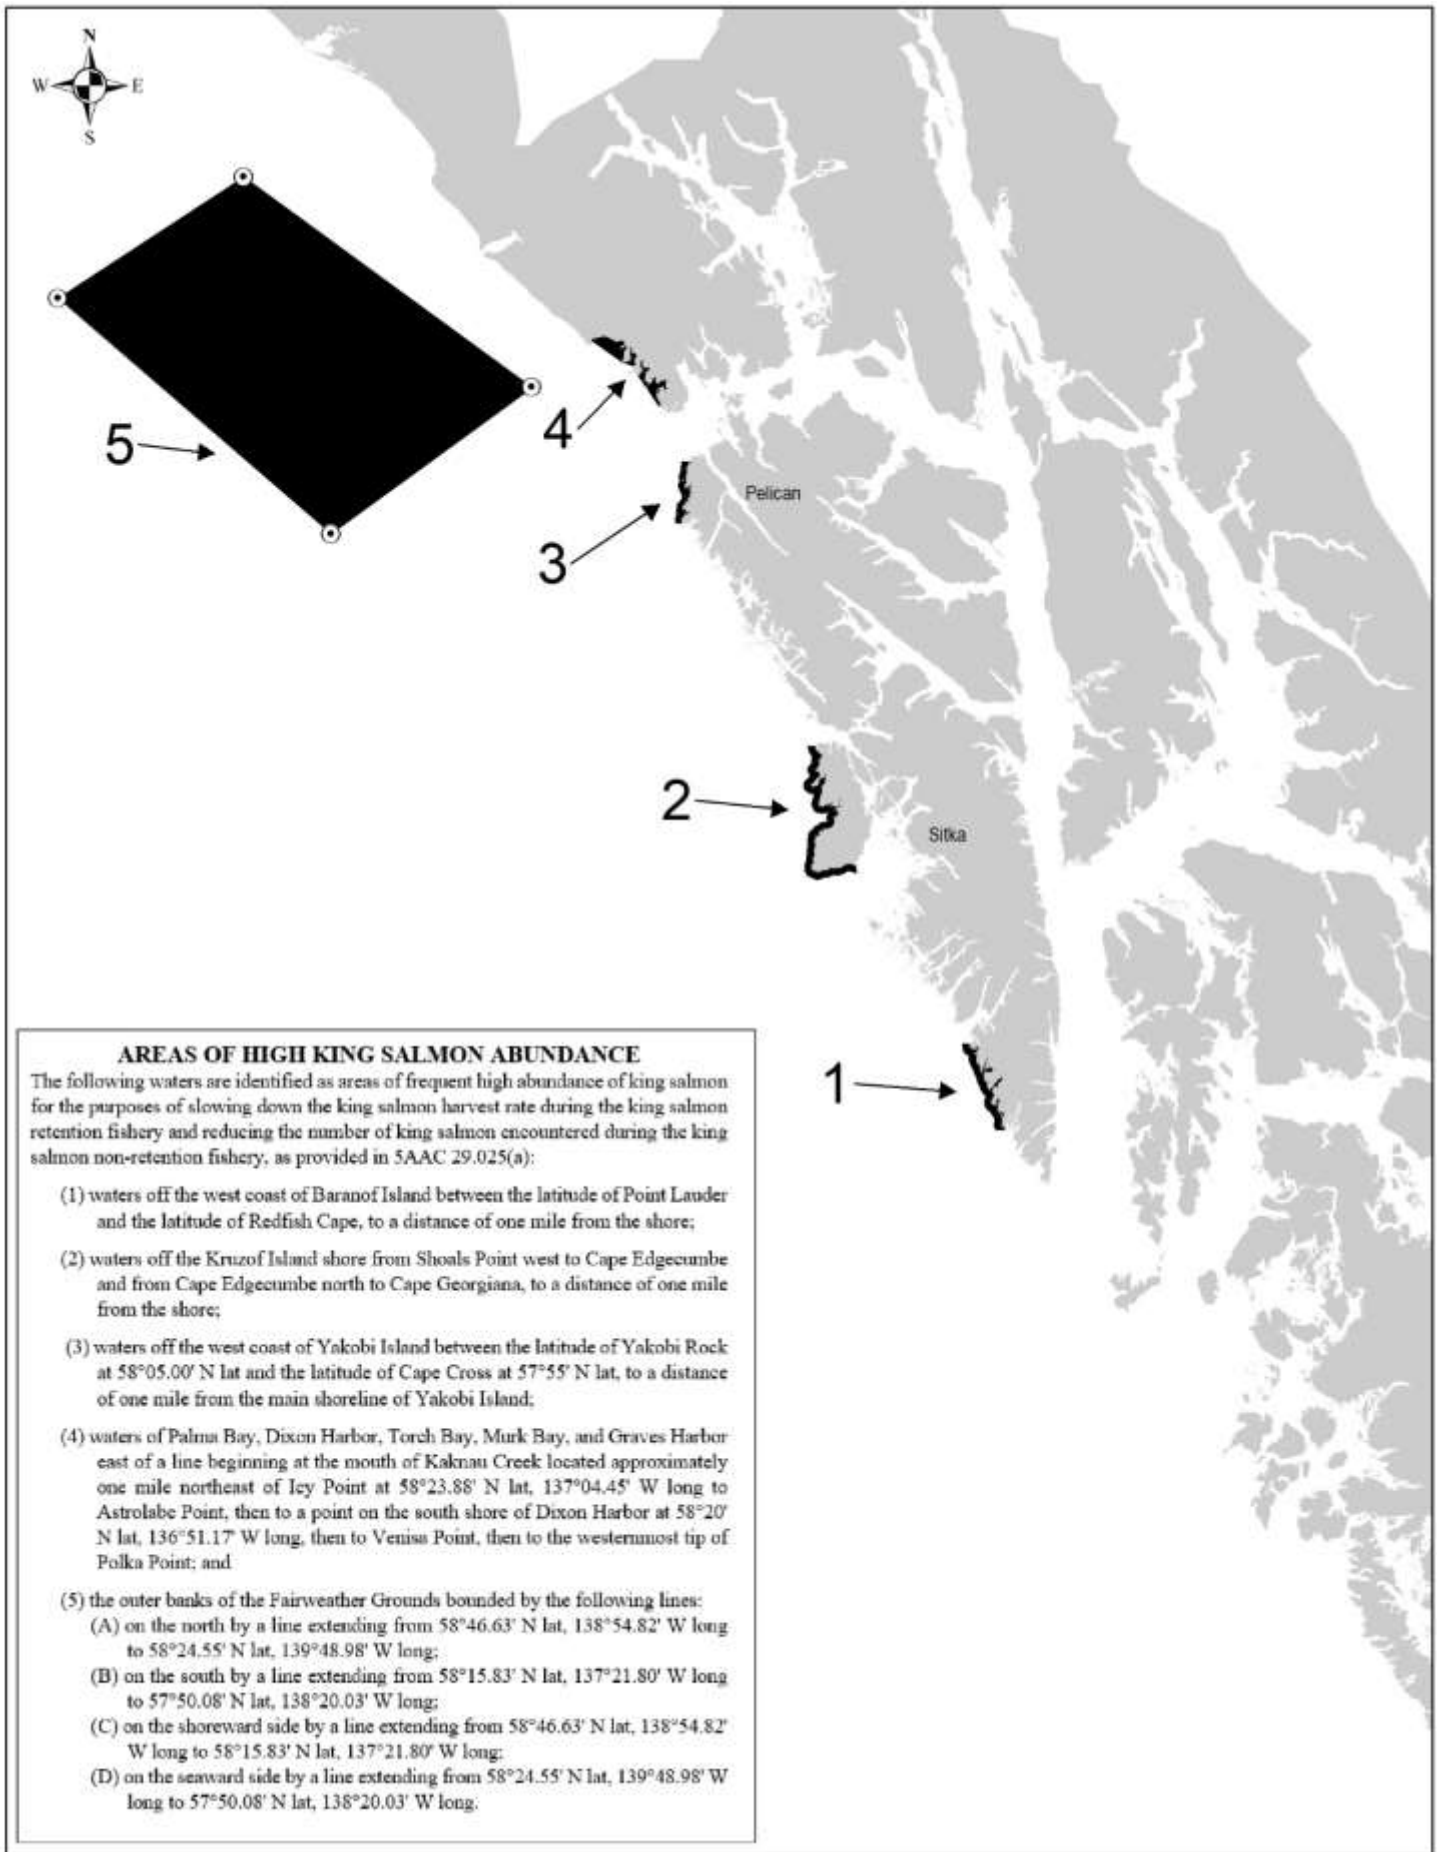 N
W E
S
5
4
3
Pelican
2
Sitka
1
AREAS OF HIGH KING SALMON ABUNDANCE
The following waters are identified as areas of frequent high abundance of king salmon
for the purposes of slowing down the king salmon harvest rate during the king salmon
retention fishery and reducing the number of king salmon encountered during the king
salmon non-retention fishery, as provided in 5AAC 29.025(a):
(1) waters off the west coast of Baranof Island between the latitude of Point Lauder
and the latitude of Redfish Cape, to a distance of one mile from the shore;
(2) waters off the Kruzof Island shore from Shoals Point west to Cape Edgecumbe
and from Cape Edgecumbe north to Cape Georgiana, to a distance of one mile
from the shore;
(3) waters off the west coast of Yakobi Island between the latitude of Yakobi Rock
at 58°05.00' N lat and the latitude of Cape Cross at 57°55' N lat, to a distance
of one mile from the main shoreline of Yakobi Island;
(4) waters of Palma Bay, Dixon Harbor, Torch Bay, Murk Bay, and Graves Harbor
east of a line beginning at the mouth of Kaknau Creek located approximately
one mile northeast of Icy Point at 58°23.88' N lat, 137°04.45' W long to
Astrolabe Point, then to a point on the south shore of Dixon Harbor at 58°20'
N lat, 136°51.17' W long, then to Venisa Point, then to the westernmost tip of
Polka Point; and
(5) the outer banks of the Fairweather Grounds bounded by the following lines:
(A) on the north by a line extending from 58°46.63' N lat, 138°54.82' W long
to 58°24.55' N lat, 139°48.98' W long;
(B) on the south by a line extending from 58°15.83' N lat, 137°21.80' W long
to 57°50.08' N lat, 138°20.03' W long;
(C) on the shoreward side by a line extending from 58°46.63' N lat, 138°54.82'
W long to 58°15.83' N lat, 137°21.80' W long;
(D) on the seaward side by a line extending from 58°24.55' N lat, 139°48.98' W
long to 57°50.08' N lat, 138°20.03' W long.